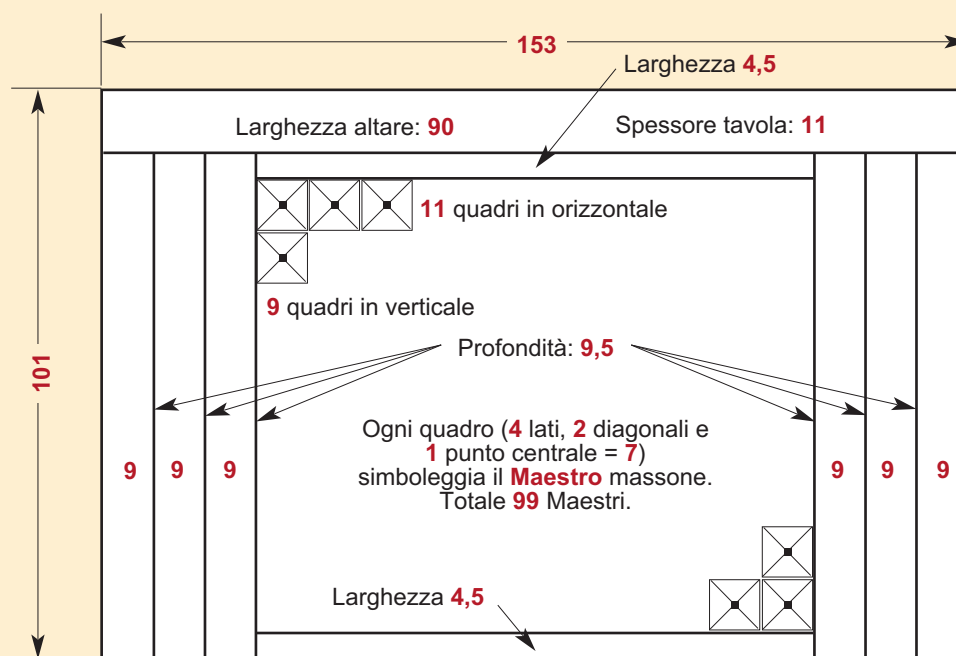 153
Larghezza 4,5
Larghezza altare: 90
Spessore tavola: 11
11 quadri in orizzontale
9 quadri in verticale
Profondità: 9,5
101
Ogni quadro (4 lati, 2 diagonali e
1 punto centrale = 7)
simboleggia il Maestro massone.
Totale 99 Maestri.
9 9 9 9 9 9
Larghezza 4,5